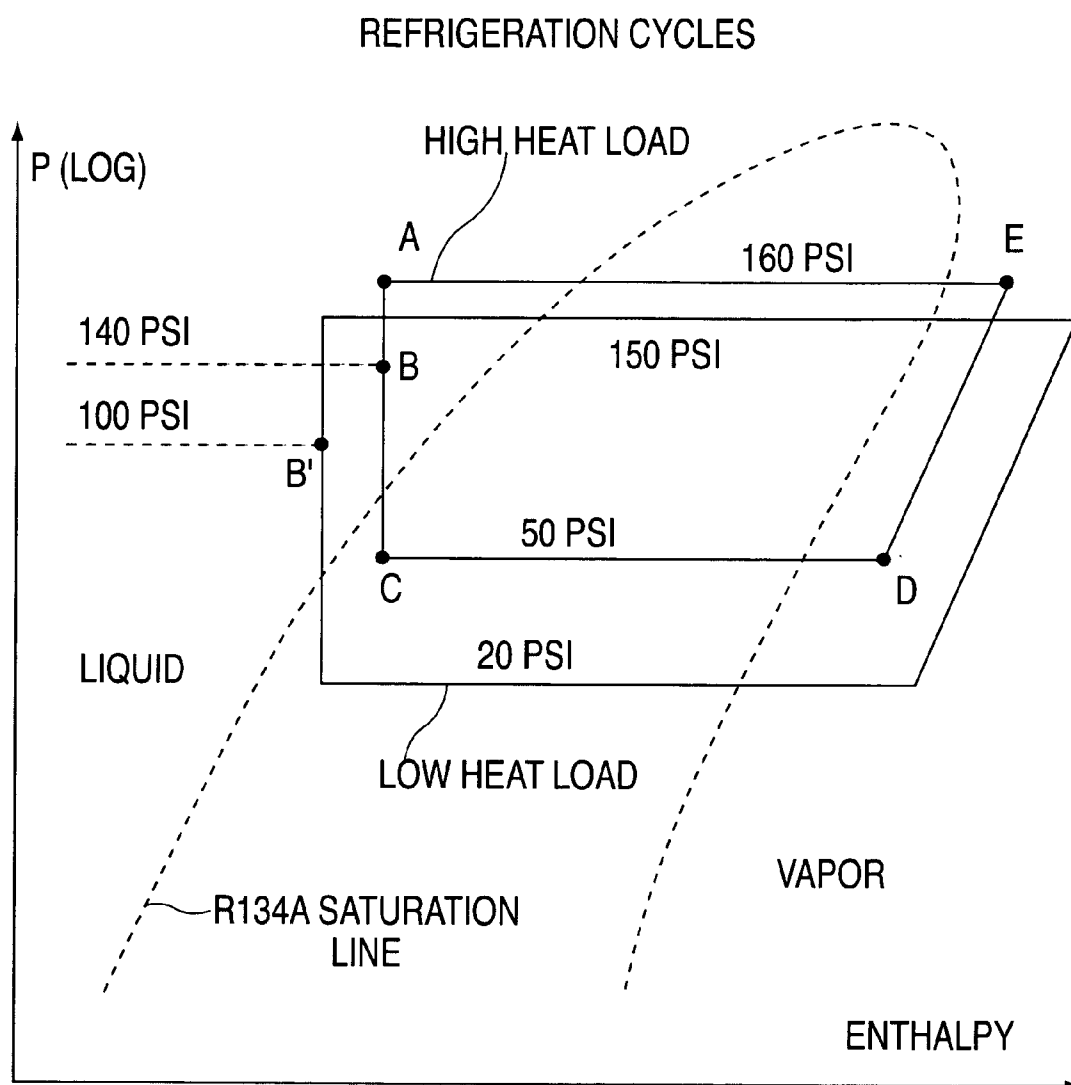 REFRIGERATION CYCLES
P (LOG)
HIGH HEAT LOAD
A
160 PSI
E
140 PSI
B
150 PSI
100 PSI
B'
50 PSI
C
D
LIQUID
20 PSI
LOW HEAT LOAD
VAPOR
R134A SATURATION
LINE
ENTHALPY